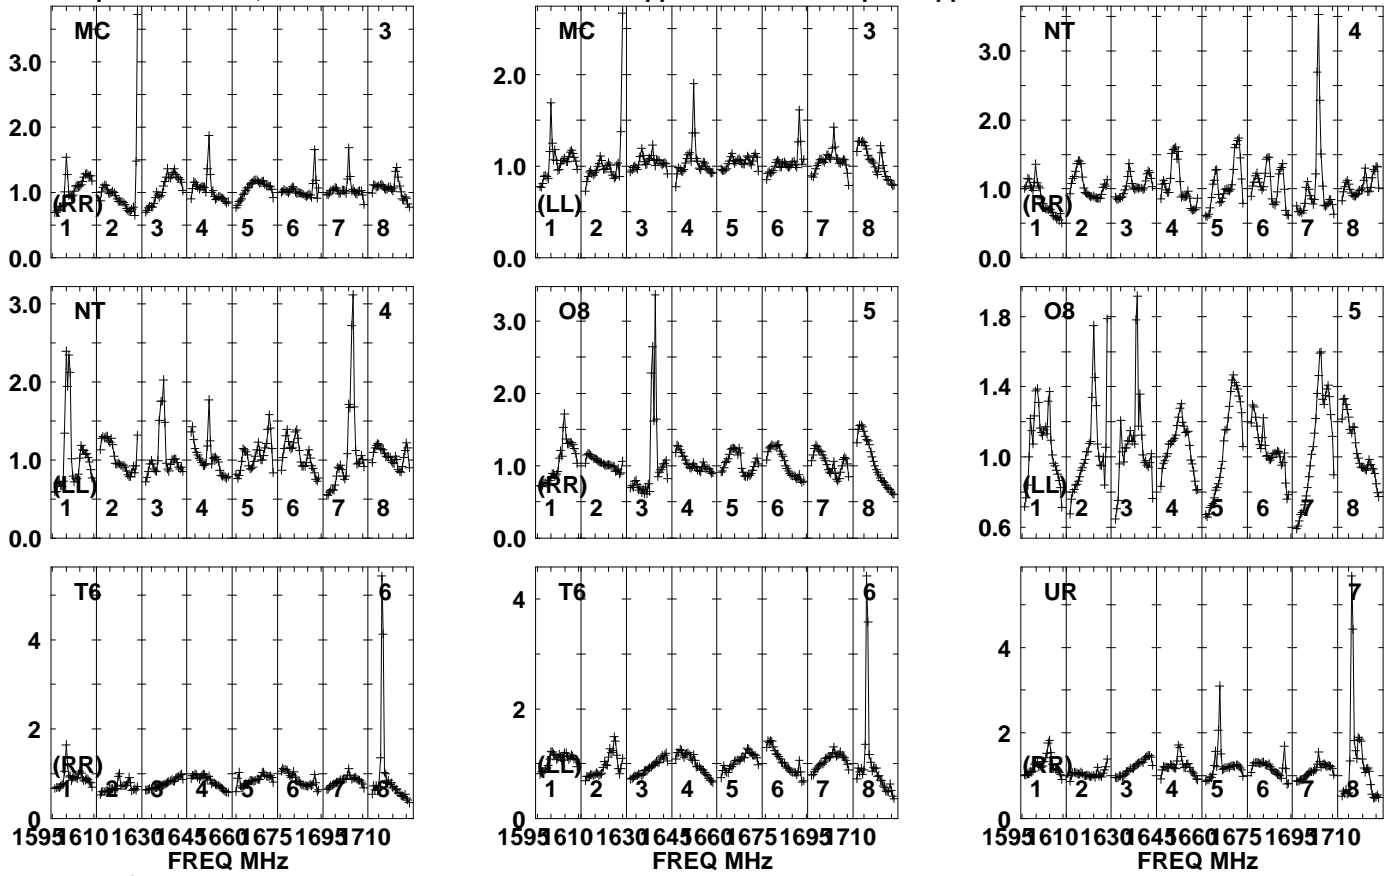 MC 3 MC 3 NT 4
3.0 2.0 3.0
2.0 2.0
1.0 1.0 1.0
(RR) (LL) (RR)
1 2 3 4 5 6 7 8 1 2 3 4 5 6 7 8 1 2 3 4 5 6 7 8
0.0 0.0 0.0
NT 4 O8 5 O8 5
3.0 3.0 1.8
2.0 2.0 1.4
1.0 1.0 1.0
(LL) (RR) (LL)
1 2 3 4 5 6 7 8 1 2 3 4 5 6 7 8 1 2 3 4 5 6 7 8
0.0 0.0 0.6
T6 6 T6 6 UR 7
4 4 4
2 2 2
(RR) (LL) (RR)
1 2 3 4 5 6 7 8 1 2 3 4 5 6 7 8 1 2 3 4 5 6 7 8
0 0 0
1595 1610 1630 1645 1660 1675 1695 1710 1595 1610 1630 1645 1660 1675 1695 1710 1595 1610 1630 1645 1660 1675 1695 1710
FREQ MHz FREQ MHz FREQ MHz